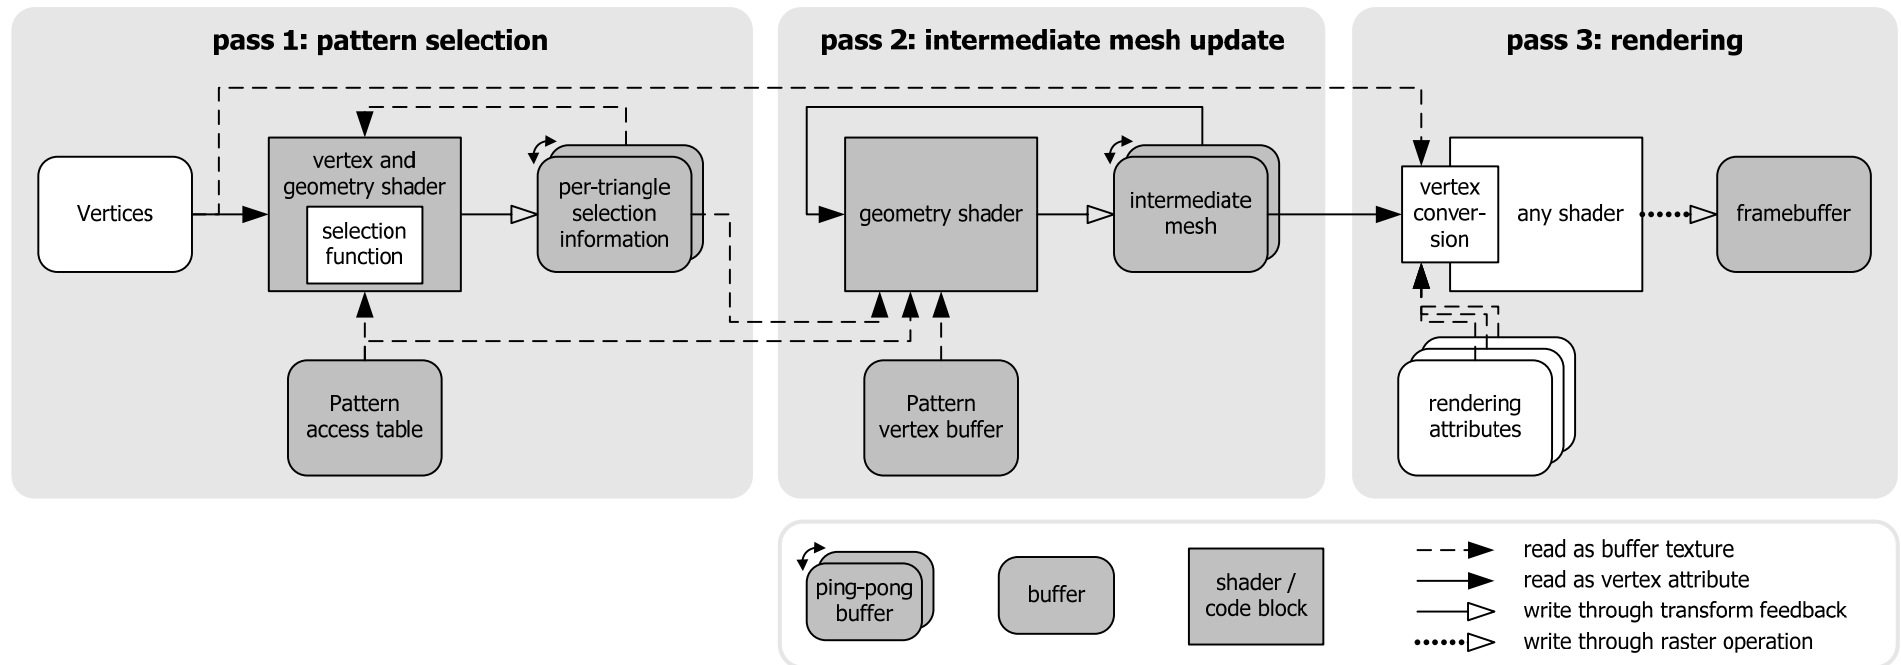 pass 1: pattern selection
Vertices
vertex and
geometry shader
selection
function
per-triangle
selection
information
Pattern
access table
pass 2: intermediate mesh update
geometry shader
intermediate
mesh
Pattern
vertex buffer
pass 3: rendering
vertex
conver-
sion
any shader
framebuffer
rendering
attributes
ping-pong
buffer
buffer
shader /
code block
read as buffer texture
read as vertex attribute
write through transform feedback
write through raster operation